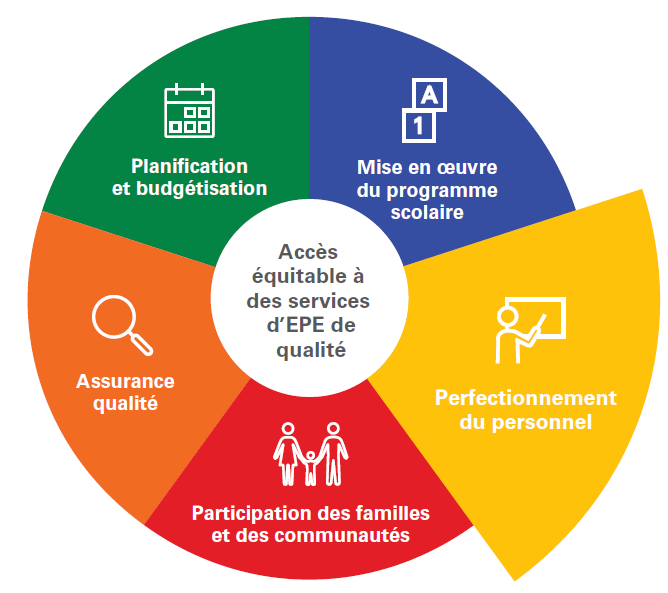 Planification
et budgétisation
A
1
Mise en œuvre
du programme
scolaire
Accès
équitable à
des services
d'EPE de
qualité
Assurance
qualité
Perfectionnement
du personnel
Participation des familles
et des communautés